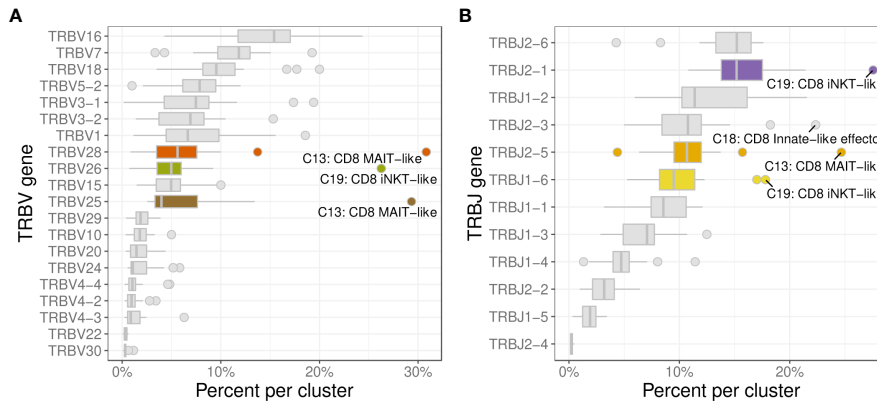 A
TRBV16
TRBV7
TRBV18
TRBV5−2
TRBV3−1
TRBV3−2
TRBV1
TRBV28
TRBV26
TRBV15
TRBV25
TRBV29
TRBV10
TRBV20
TRBV24
TRBV4−4
TRBV4−2
TRBV4−3
TRBV22
TRBV30
TRBV gene
C13: CD8 MAIT−like
C19: CD8 iNKT−like
C13: CD8 MAIT−like
0% 10% 20% 30%
Percent per cluster
B
TRBJ2−6
TRBJ2−1
TRBJ1−2
TRBJ2−3
TRBJ2−5
TRBJ1−6
TRBJ1−1
TRBJ1−3
TRBJ1−4
TRBJ2−2
TRBJ1−5
TRBJ2−4
TRBJ gene
C19: CD8 iNKT−lik
C18: CD8 Innate−like effecto
C13: CD8 MAIT−lik
C19: CD8 iNKT−lik
0% 10% 20%
Percent per cluster